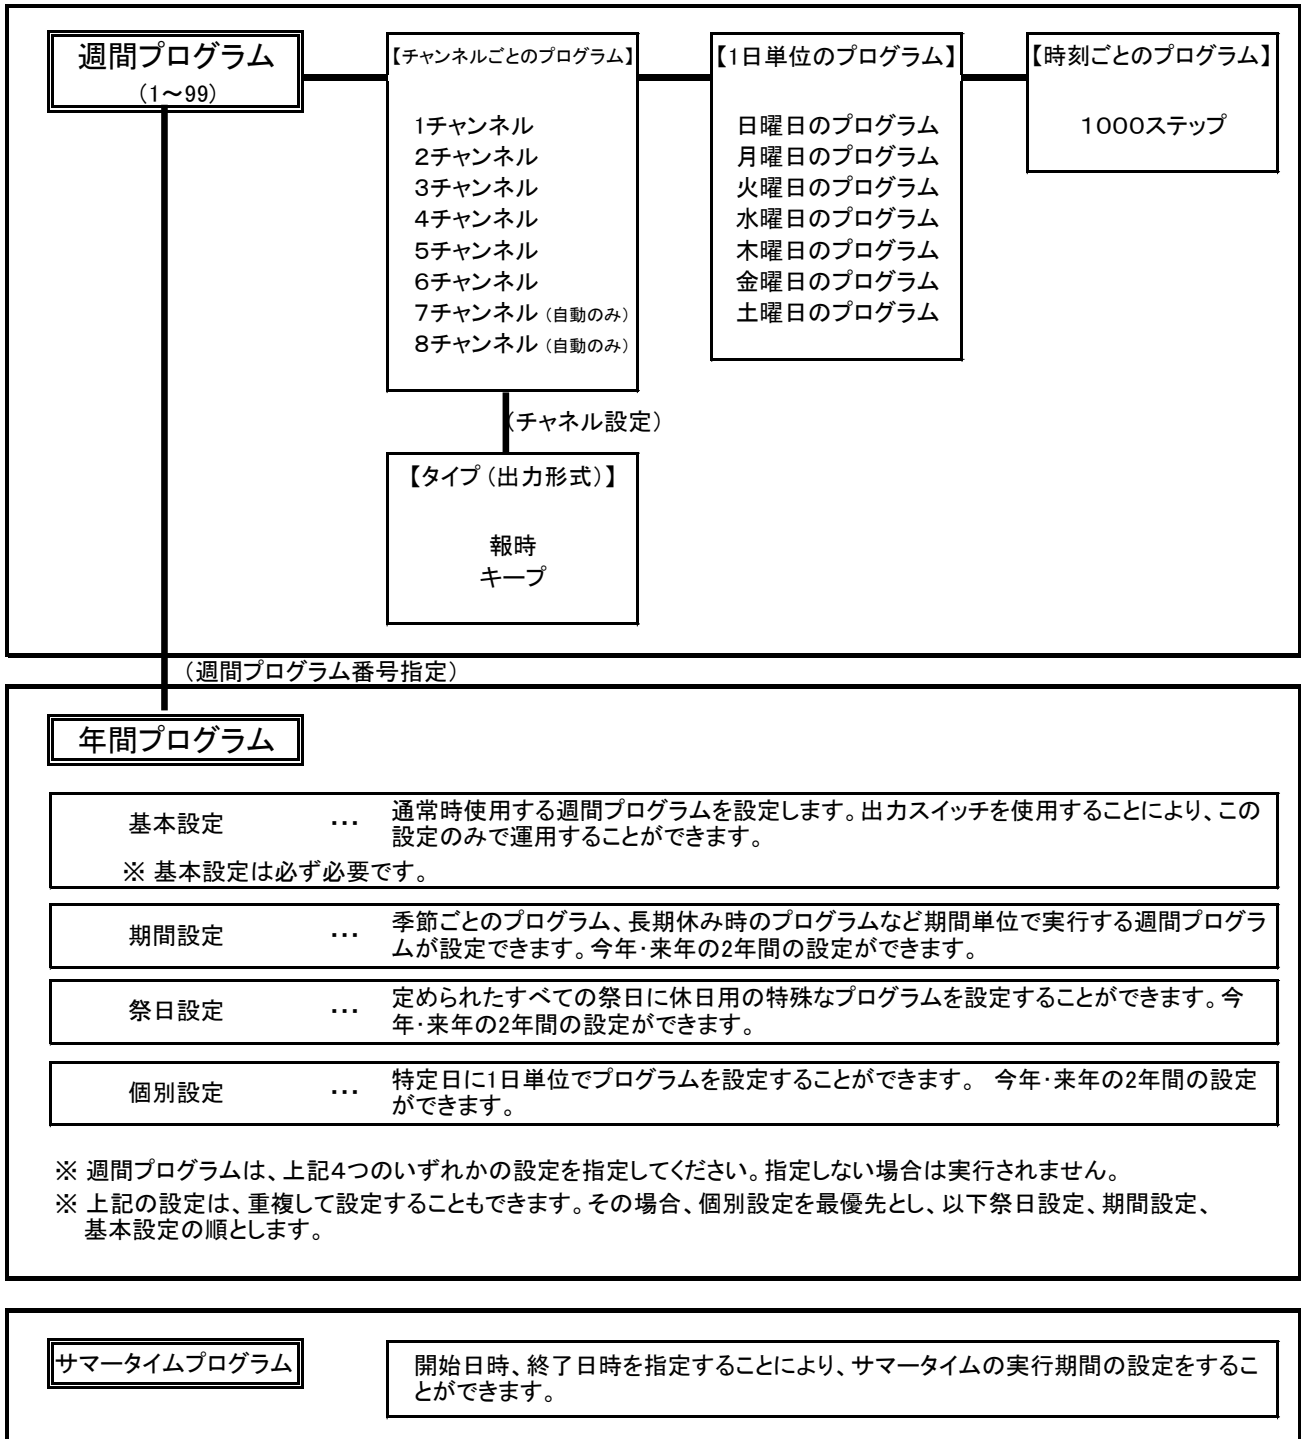 週間プログラム
（1～99）
【チャンネルごとのプログラム】
1チャンネル
2チャンネル
3チャンネル
4チャンネル
5チャンネル
6チャンネル
7チャンネル（自動のみ）
8チャンネル（自動のみ）
【1日単位のプログラム】
日曜日のプログラム
月曜日のプログラム
火曜日のプログラム
水曜日のプログラム
木曜日のプログラム
金曜日のプログラム
土曜日のプログラム
【時刻ごとのプログラム】
1000ステップ
（チャネル設定）
【タイプ（出力形式）】
報時
キープ
（週間プログラム番号指定）
年間プログラム
基本設定 ･･･ 通常時使用する週間プログラムを設定します。出力スイッチを使用することにより、この
設定のみで運用することができます。
※ 基本設定は必ず必要です。
期間設定 ･･･ 季節ごとのプログラム、長期休み時のプログラムなど期間単位で実行する週間プログラ
ムが設定できます。今年･来年の2年間の設定ができます。
祭日設定 ･･･ 定められたすべての祭日に休日用の特殊なプログラムを設定することができます。今
年･来年の2年間の設定ができます。
個別設定 ･･･ 特定日に1日単位でプログラムを設定することができます。 今年･来年の2年間の設定
ができます。
※ 週間プログラムは、上記4つのいずれかの設定を指定してください。指定しない場合は実行されません。
※ 上記の設定は、重複して設定することもできます。その場合、個別設定を最優先とし、以下祭日設定、期間設定、
基本設定の順とします。
サマータイムプログラム
開始日時、終了日時を指定することにより、サマータイムの実行期間の設定をするこ
とができます。